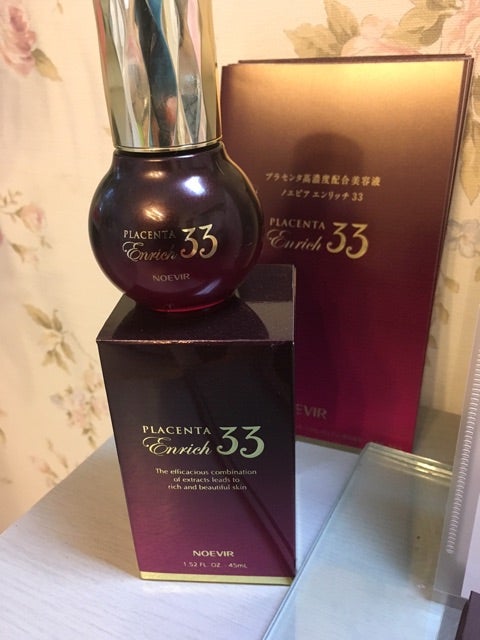 PLACENTA
Enrich 33
NOEVIR
プラセンタ高濃度配合美容液
ノエビア エンリッチ 33
PLACENTA
Enrich 33
PLACENTA
Enrich 33
The efficacious combination
of extracts leads to
rich and beautiful skin
NOEVIR
1.52 FL. OZ. 45mL